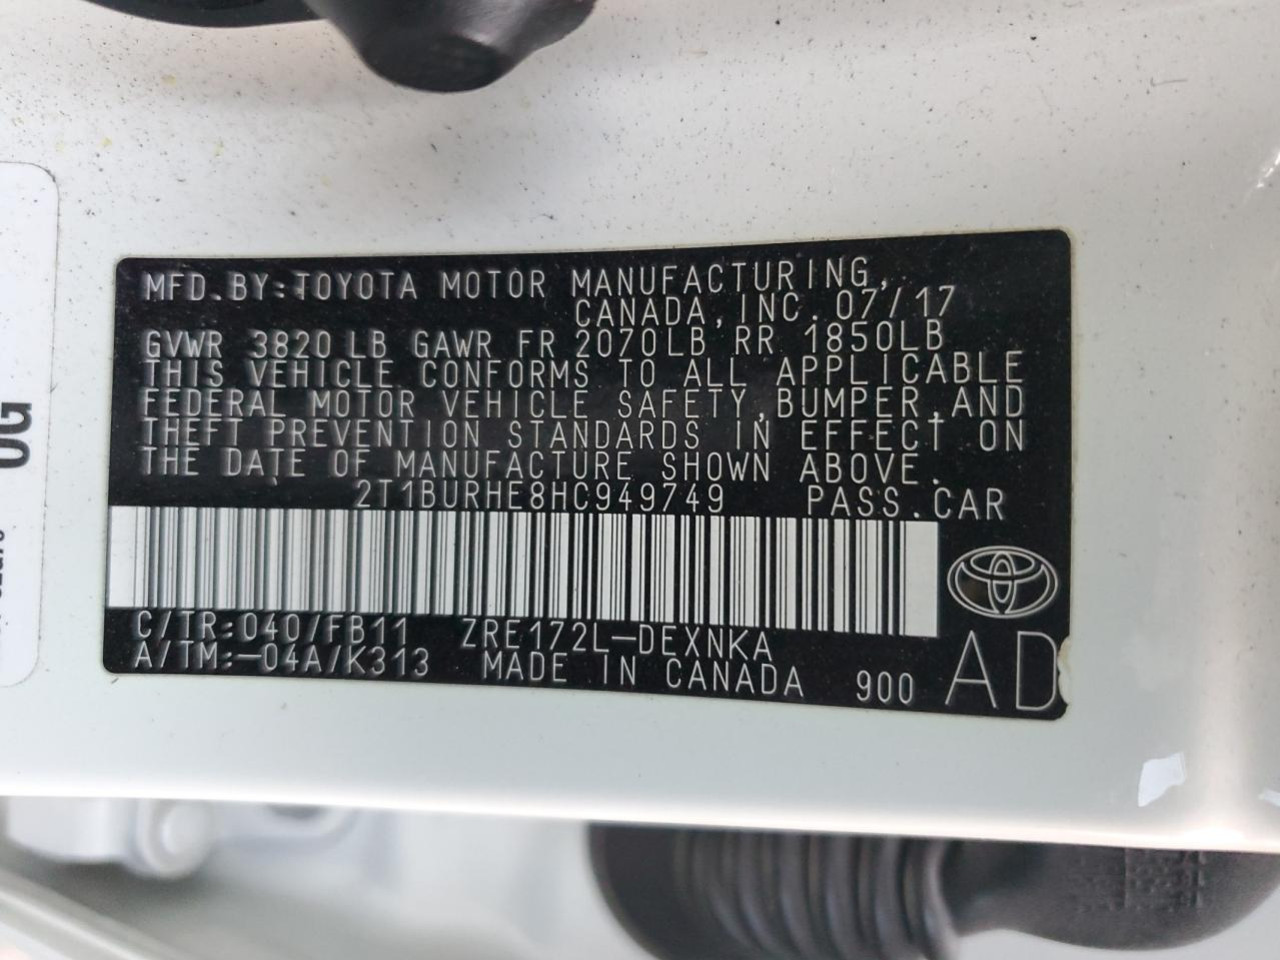 MFD.BY:TOYOTA MOTOR MANUFACTURING,
CANADA,INC.07/17
GVWR 3820 LB GAWR FR 2070LB RR 1850LB
THIS VEHICLE CONFORMS TO ALL APPLICABLE
FEDERAL MOTOR VEHICLE SAFETY,BUMPER,AND
THEFT PREVENTION STANDARDS IN EFFECT ON
THE DATE OF MANUFACTURE SHOWN ABOVE.
2T1BURHE8HC949749 PASS.CAR
C/TR:040/FB11 ZRE172L-DEXNKA
A/TM:-04A/K313 MADE IN CANADA 900 AD
0G